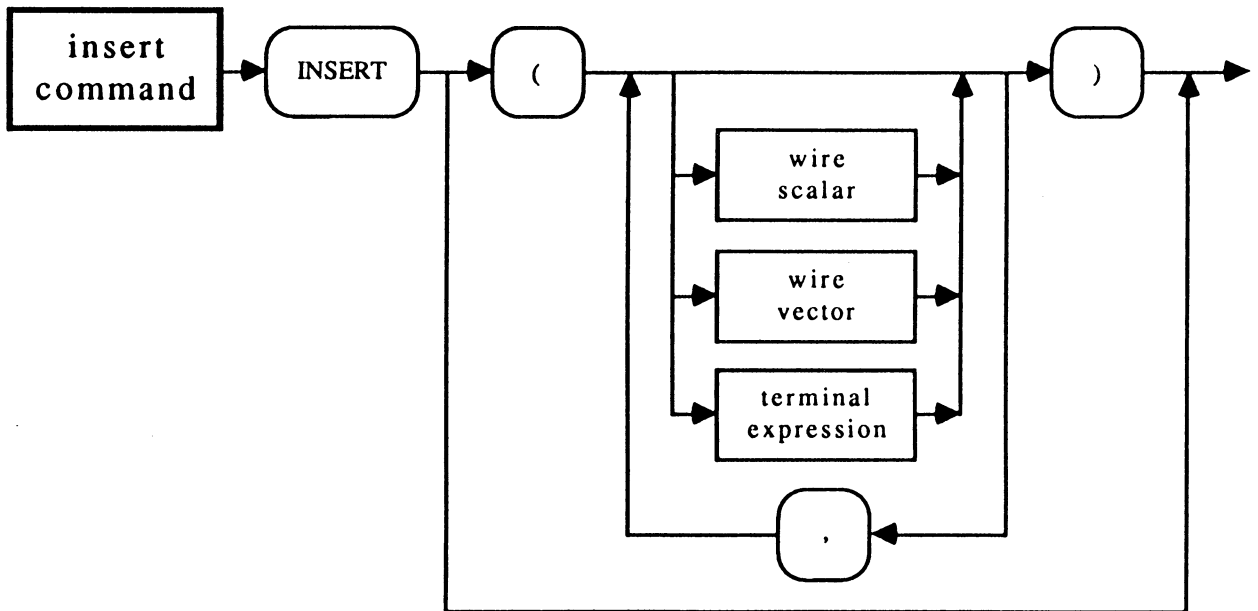 insert
command
INSERT
(
)
wire
scalar
wire
vector
terminal
expression
,